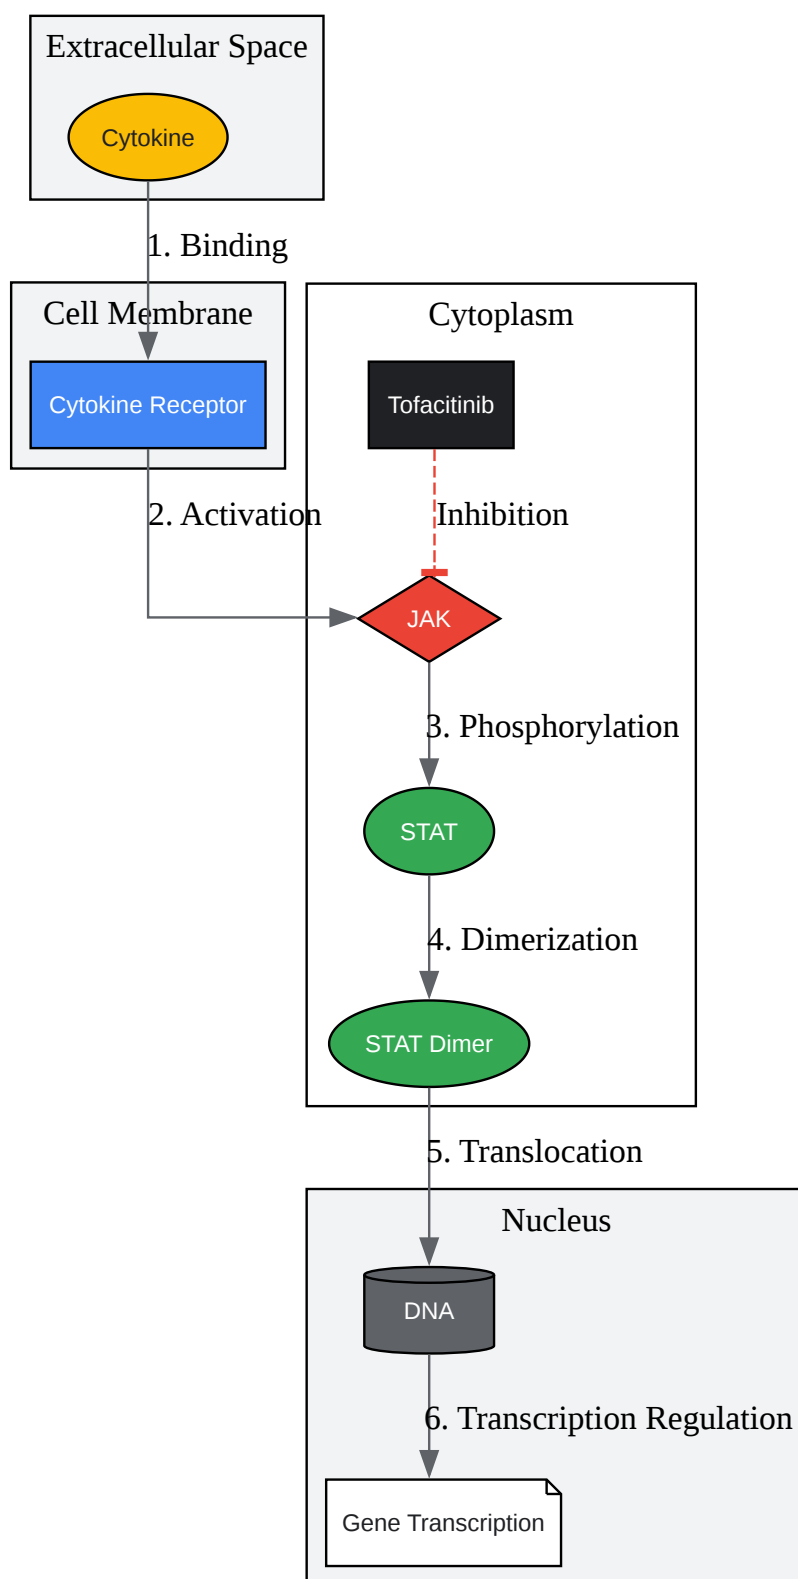 Extracellular Space
Cytokine
1. Binding
Cell Membrane
Cytokine Receptor
Cytoplasm
Tofacitinib
2. Activation
Inhibition
JAK
3. Phosphorylation
STAT
4. Dimerization
STAT Dimer
5. Translocation
Nucleus
DNA
6. Transcription Regulation
Gene Transcription